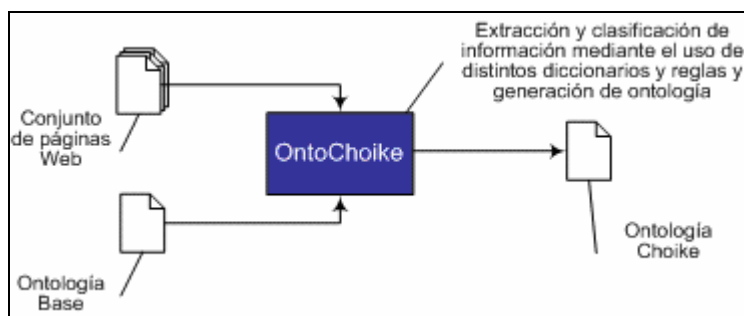 Extracción y clasificación de
información mediante el uso de
distintos diccionarios y reglas y
generación de ontología
Conjunto
de páginas
Web
OntoChoike
Ontología
Choike
Ontología
Base